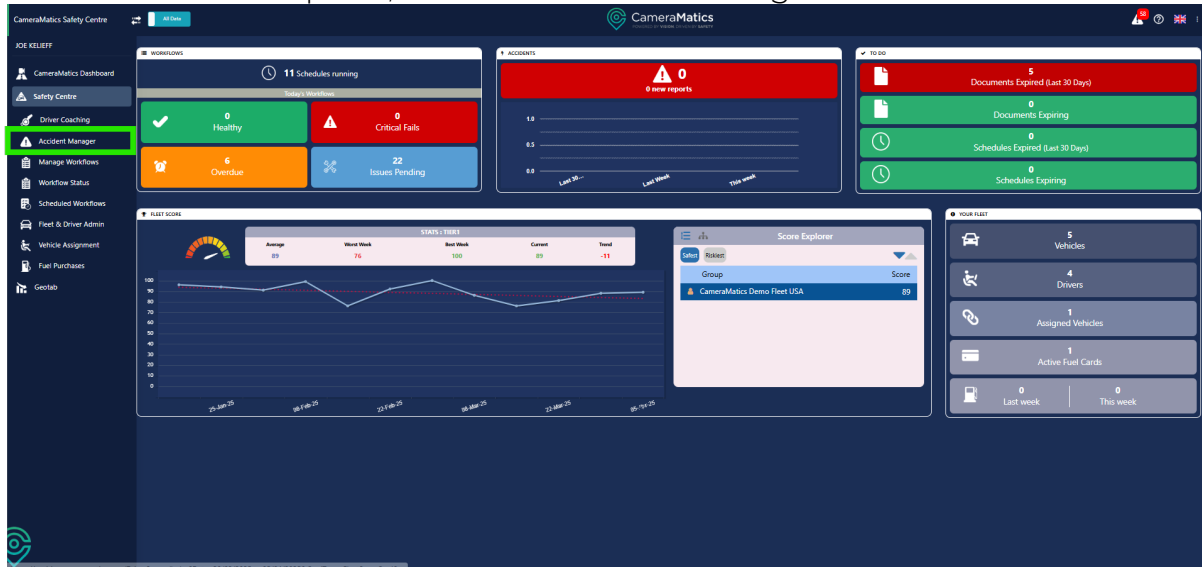 CameraMatics Safety Centre
All Data
CameraMatics
58
JOE KELIEFF
CameraMatics Dashboard
Safety Centre
Driver Coaching
Accident Manager
Manage Workflows
Workflow Status
Scheduled Workflows
Fleet & Driver Admin
Vehicle Assignment
Fuel Purchases
Geotab
WORKFLOWS
11 Schedules running
Today's Workflows
0
Healthy
0
Critical Fails
6
Overdue
22
Issues Pending
ACCIDENTS
0
0 new reports
1.0
0.5
0.0
Last 30...
Last Week
This week
TO DO
5
Documents Expired (Last 30 Days)
0
Documents Expiring
0
Schedules Expired (Last 30 Days)
0
Schedules Expiring
FLEET SCORE
STATS : TIER 1
Average Worst Week Best Week Current Trend
89 76 100 89 -11
100
90
80
70
60
50
40
30
20
10
0
25-Jan-25
08-Feb-25
22-Feb-25
08-Mar-25
22-Mar-25
Score Explorer
Safest Riskiest
Group Score
CameraMatics Demo Fleet USA 89
YOUR FLEET
5
Vehicles
4
Drivers
1
Assigned Vehicles
1
Active Fuel Cards
0 0
Last week This week